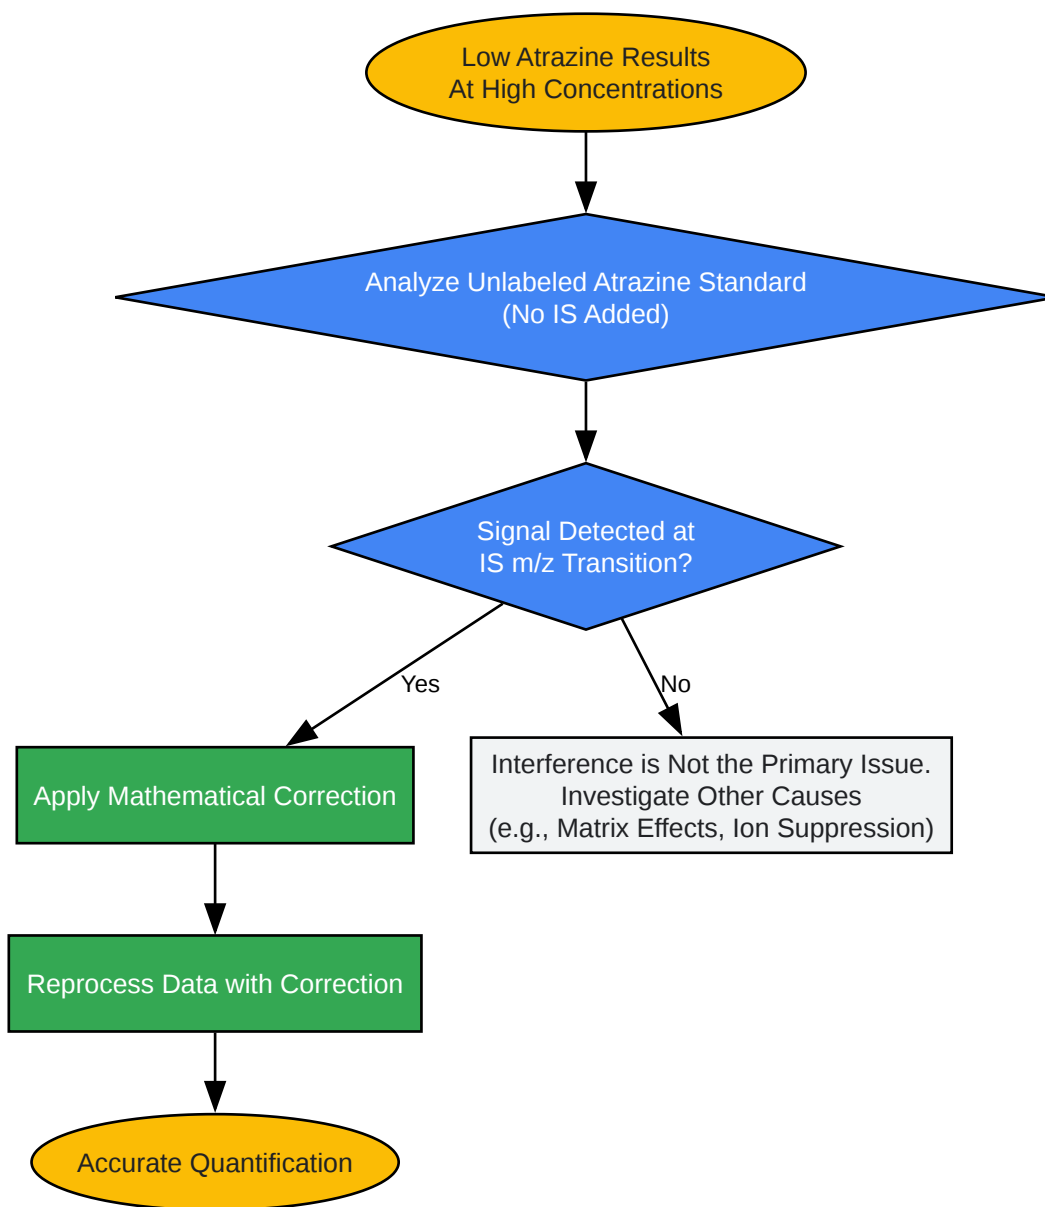 Low Atrazine Results
At High Concentrations
Analyze Unlabeled Atrazine Standard
(No IS Added)
Signal Detected at
IS m/z Transition?
Yes
No
Apply Mathematical Correction
Interference is Not the Primary Issue.
Investigate Other Causes
(e.g., Matrix Effects, Ion Suppression)
Reprocess Data with Correction
Accurate Quantification